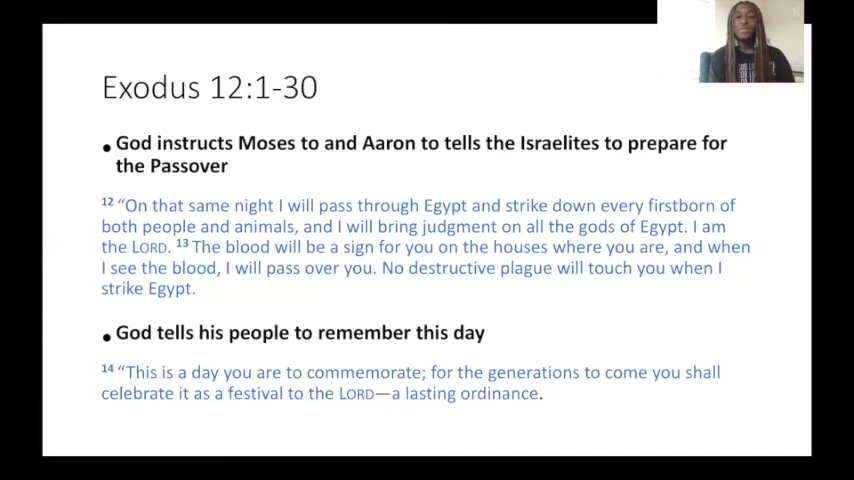 Exodus 12:1-30
• God instructs Moses to and Aaron to tells the Israelites to prepare for
the Passover
12 “On that same night I will pass through Egypt and strike down every firstborn of
both people and animals, and I will bring judgment on all the gods of Egypt. I am
the LORD. 13 The blood will be a sign for you on the houses where you are, and when
I see the blood, I will pass over you. No destructive plague will touch you when I
strike Egypt.
• God tells his people to remember this day
14 “This is a day you are to commemorate; for the generations to come you shall
celebrate it as a festival to the LORD—a lasting ordinance.